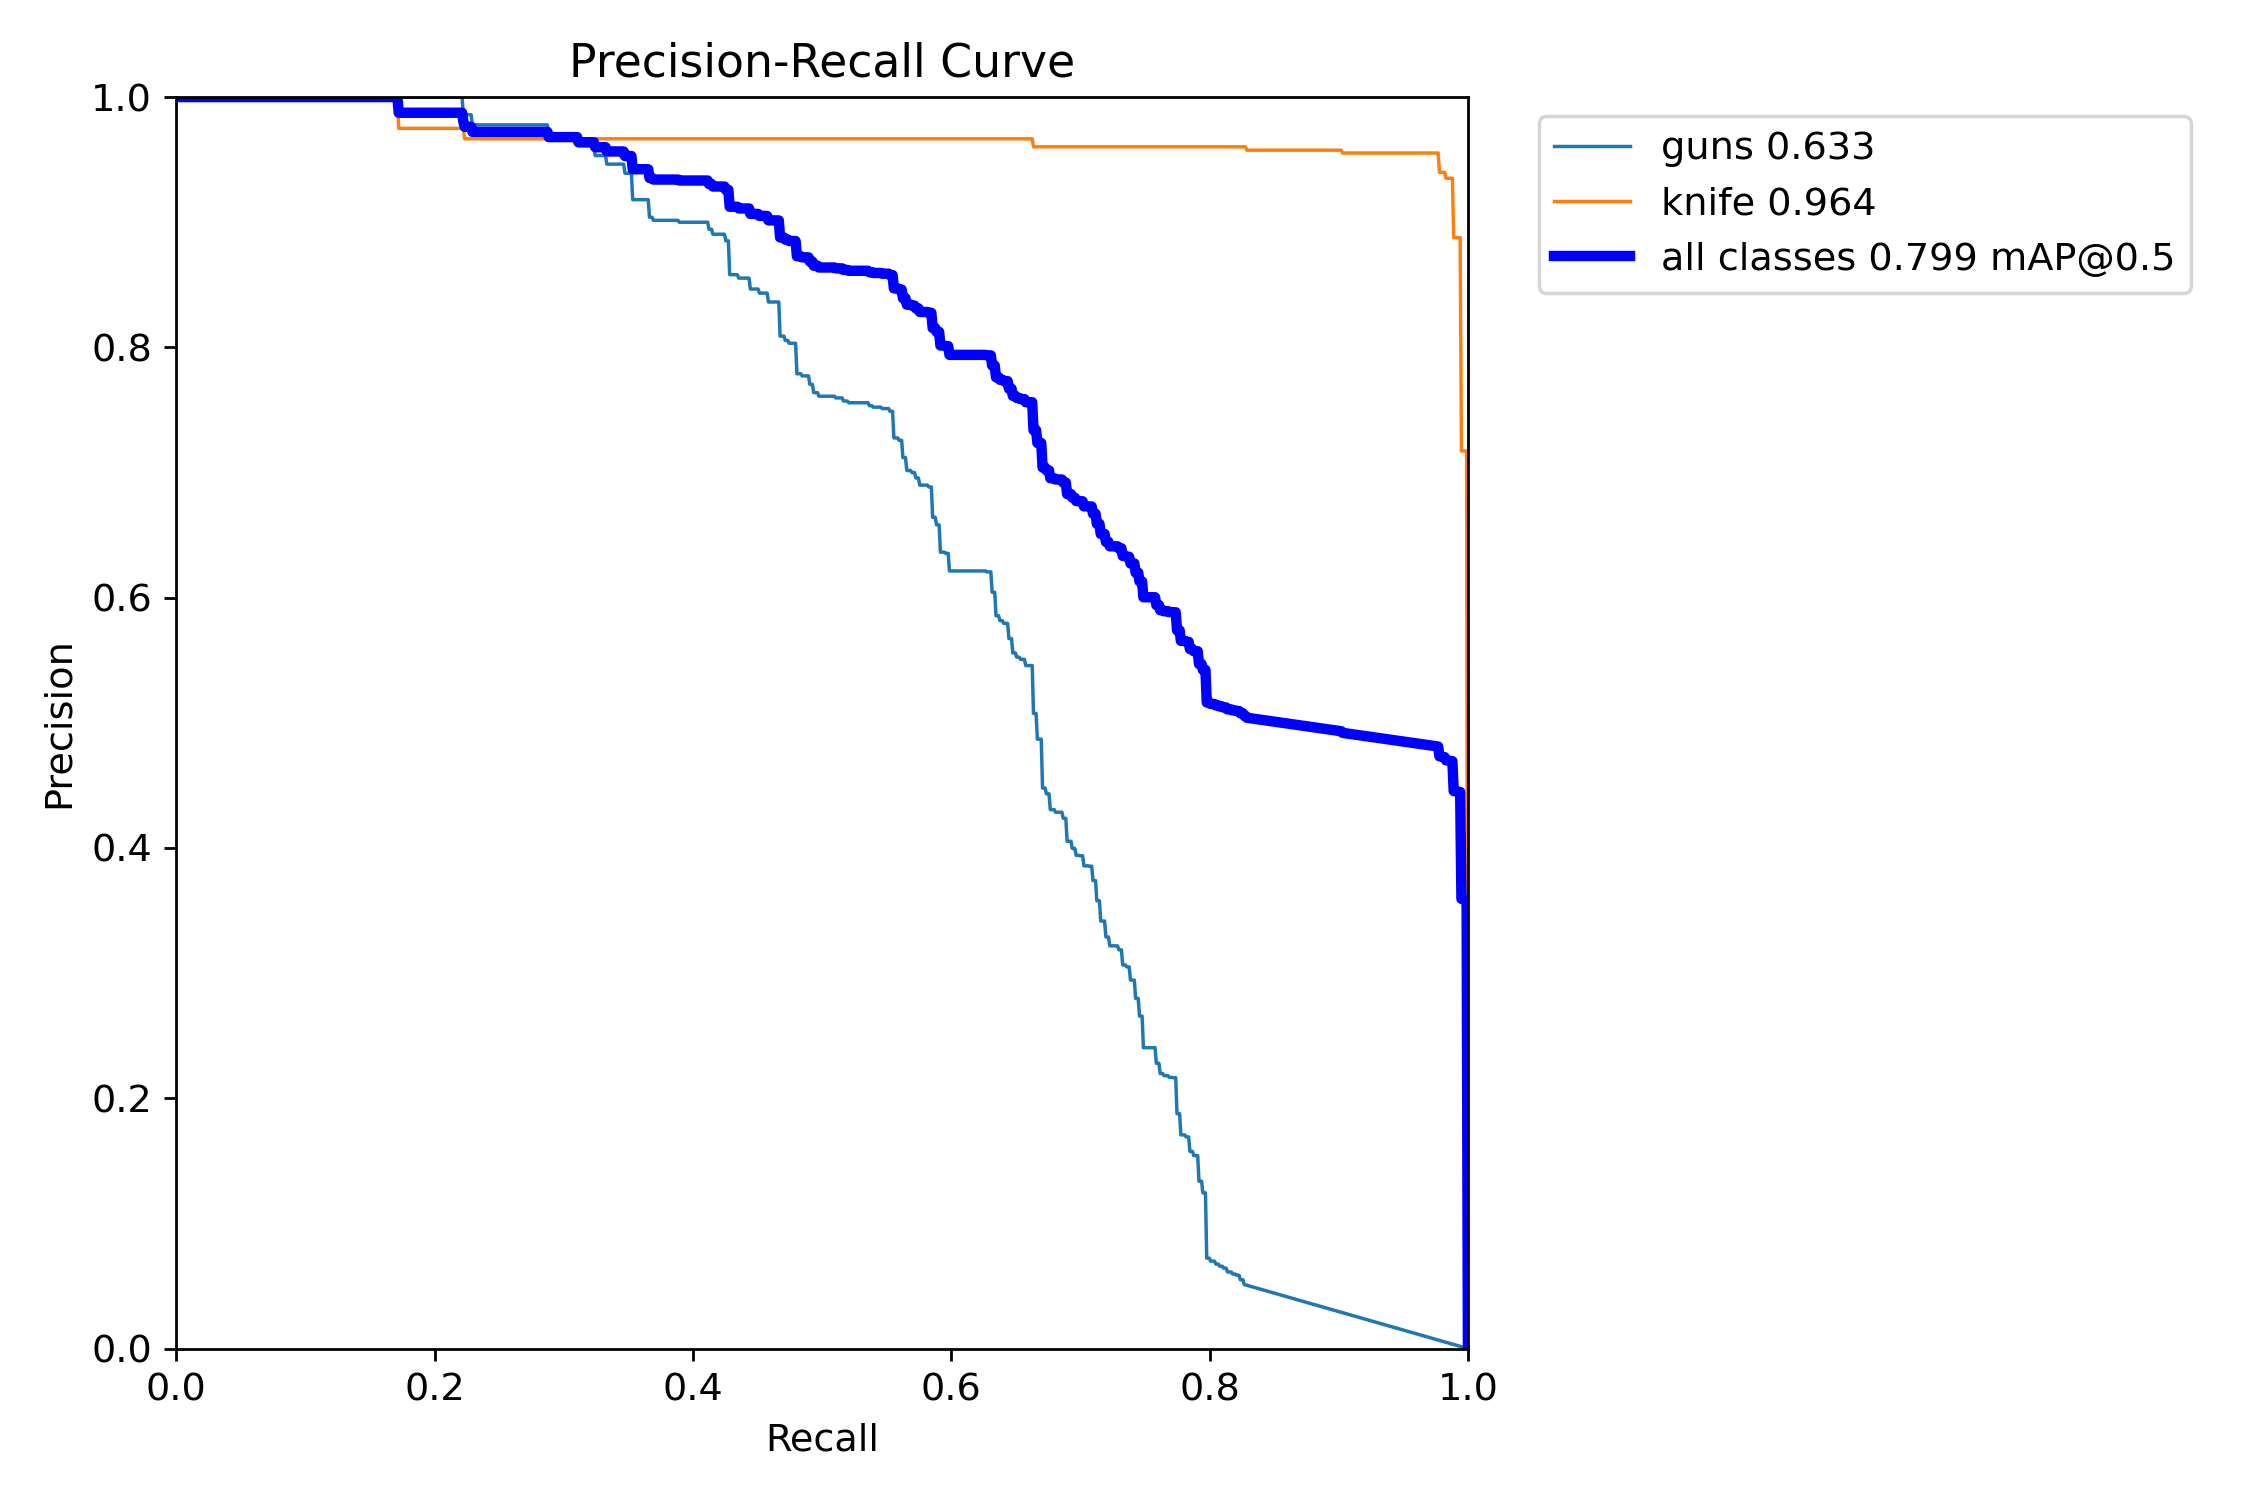 Precision-Recall Curve
1.0
0.8
0.6
0.4
0.2
0.0
Precision
0.0 0.2 0.4 0.6 0.8 1.0
Recall
guns 0.633
knife 0.964
all classes 0.799 mAP@0.5